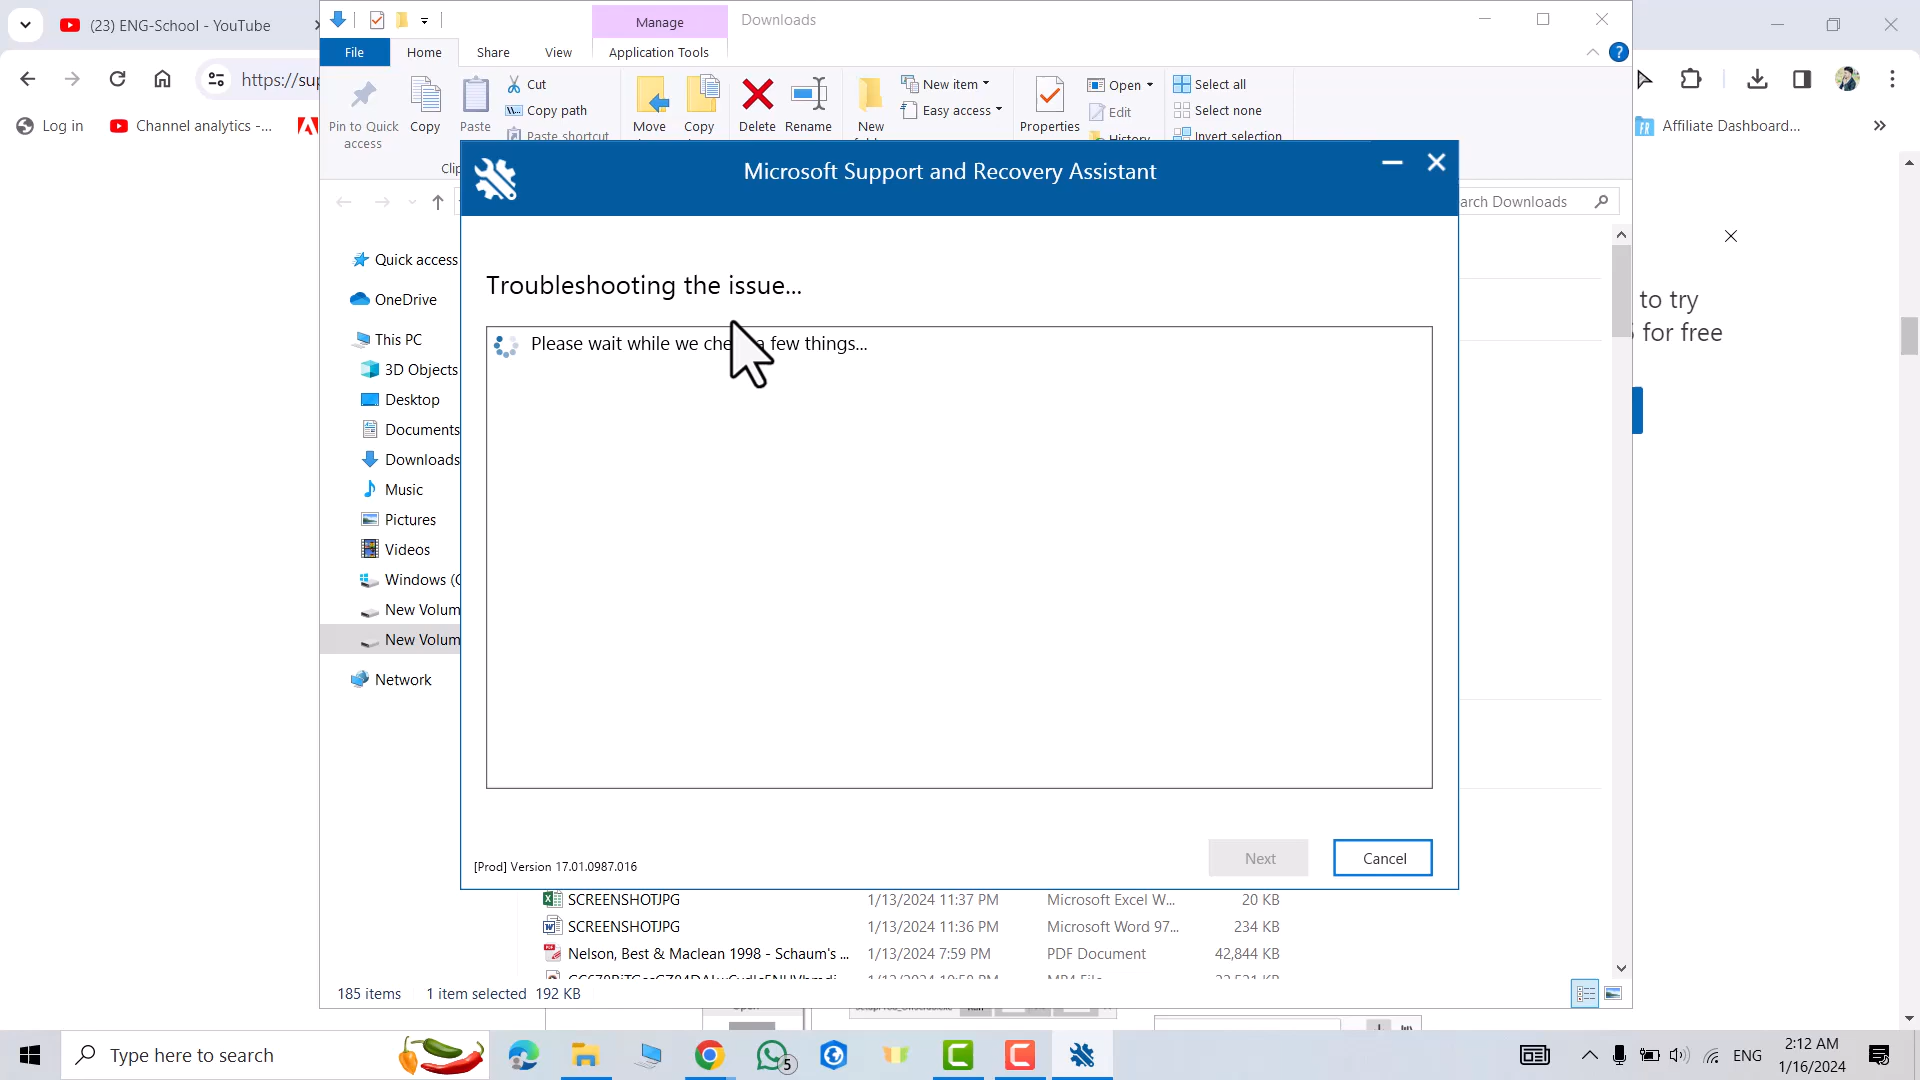 (23) ENG-School - YouTube
Manage
Downloads
File
Home
Share
View
Application Tools
https://sup
Pin to Quick
access
Copy
Paste
Cut
Copy path
Paste shortcut
Move
Copy
Delete
Rename
New
New item
Easy access
Properties
Open
Edit
History
Select all
Select none
Invert selection
Log in
Channel analytics -...
Affiliate Dashboard...
Clip
Microsoft Support and Recovery Assistant
arch Downloads
Quick access
OneDrive
This PC
3D Objects
Desktop
Documents
Downloads
Music
Pictures
Videos
Windows (C
New Volum
New Volum
Network
Troubleshooting the issue...
Please wait while we che a few things...
to try
for free
Next
Cancel
[Prod] Version 17.01.0987.016
SCREENSHOTJPG 1/13/2024 11:37 PM Microsoft Excel W... 20 KB
SCREENSHOTJPG 1/13/2024 11:36 PM Microsoft Word 97... 234 KB
Nelson, Best & Maclean 1998 - Schaum's ... 1/13/2024 7:59 PM PDF Document 42,844 KB
185 items 1 item selected 192 KB
Type here to search
5
ENG
2:12 AM
1/16/2024